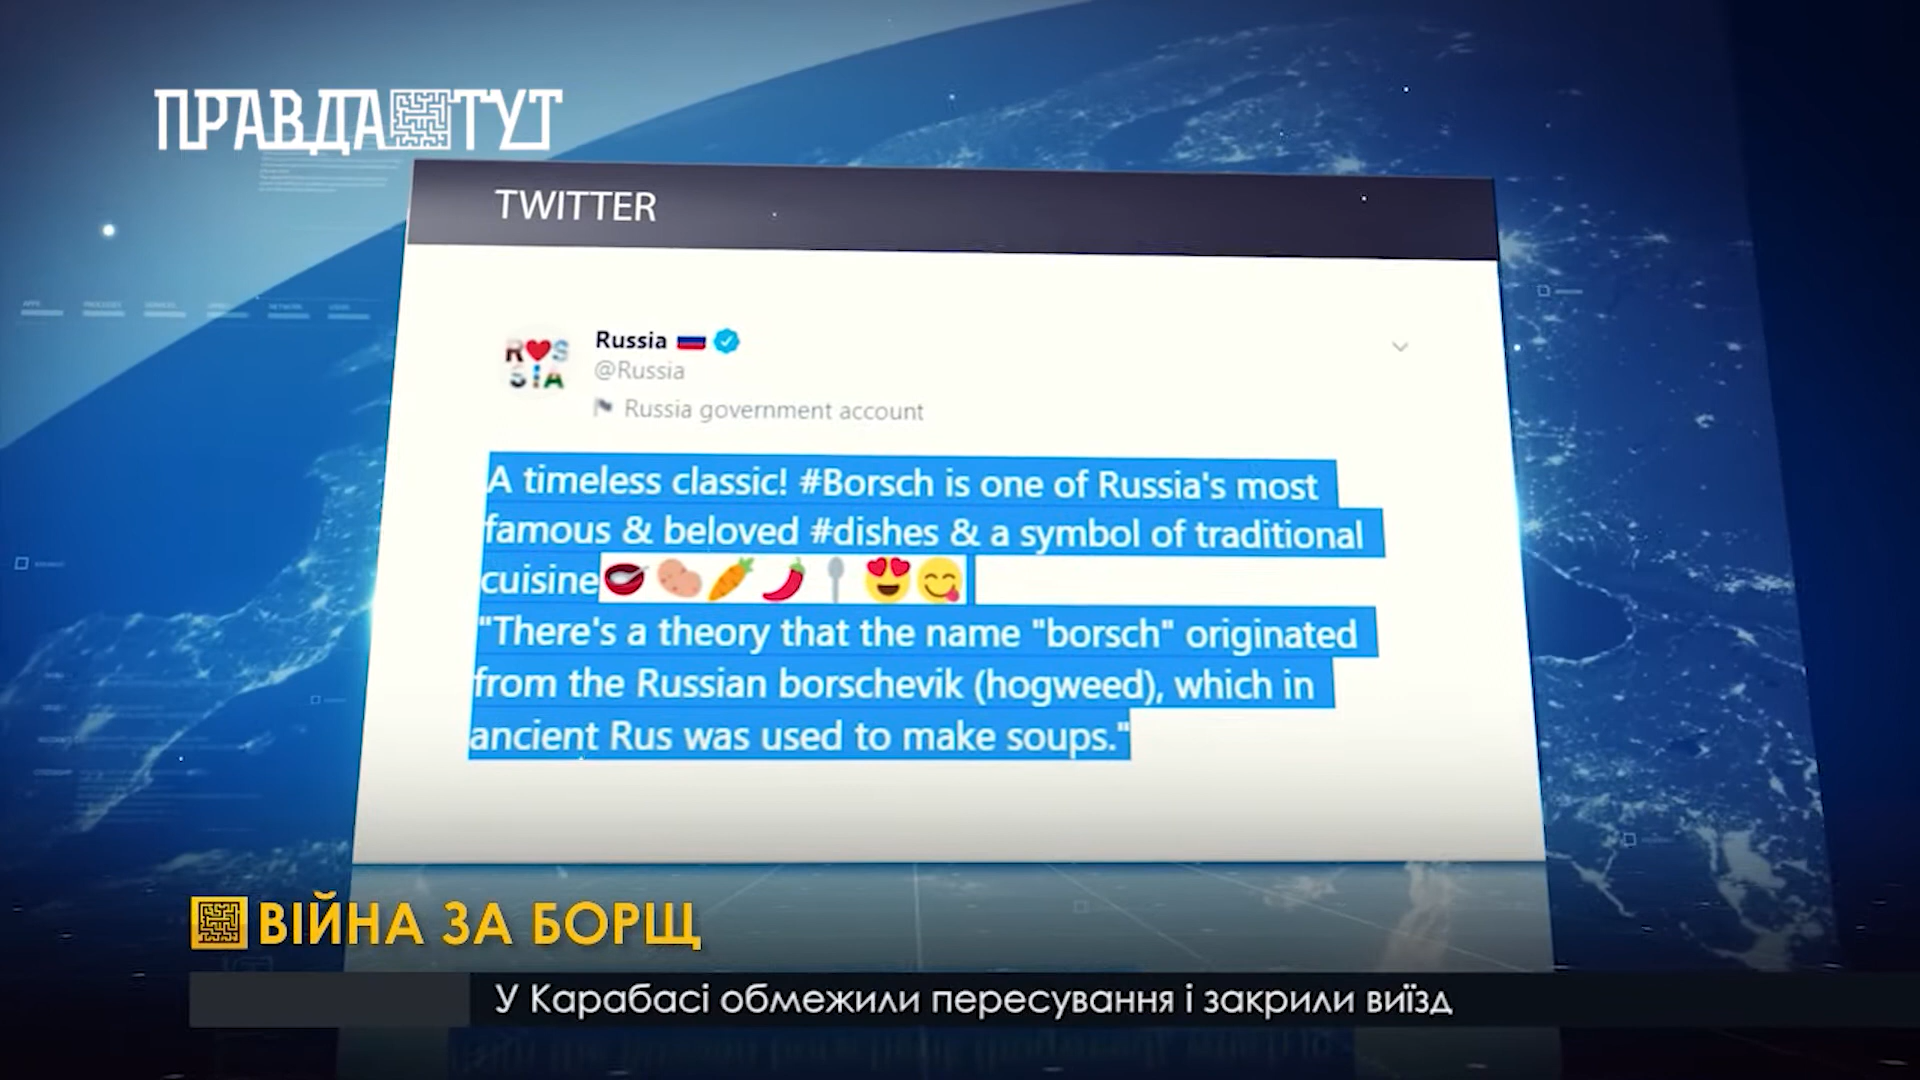 ПРАВДА ТУТ
TWITTER
Russia 🇷🇺
@Russia
Russia government account
A timeless classic! #Borsch is one of Russia's most
famous & beloved #dishes & a symbol of traditional
cuisine🥣🥔🥕🌶🥄😍😋
"There's a theory that the name "borsch" originated
from the Russian borschevik (hogweed), which in
ancient Rus was used to make soups."
ВІЙНА ЗА БОРЩ
У Карабасі обмежили пересування і закрили виїзд